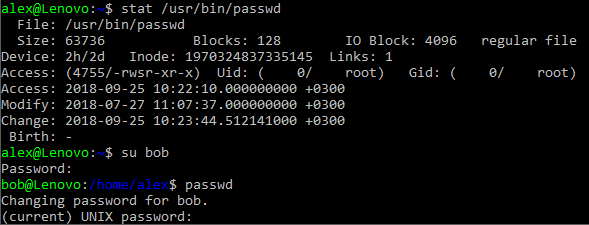 alex@Lenovo:~$ stat /usr/bin/passwd
  File: /usr/bin/passwd
  Size: 63736           Blocks: 128        IO Block: 4096   regular file
Device: 2h/2d   Inode: 1970324837335145  Links: 1
Access: (4755/-rwsr-xr-x)  Uid: (    0/    root)   Gid: (    0/    root)
Access: 2018-09-25 10:22:10.000000000 +0300
Modify: 2018-07-27 11:07:37.000000000 +0300
Change: 2018-09-25 10:23:44.512141000 +0300
 Birth: -
alex@Lenovo:~$ su bob
Password:
bob@Lenovo:/home/alex$ passwd
Changing password for bob.
(current) UNIX password: